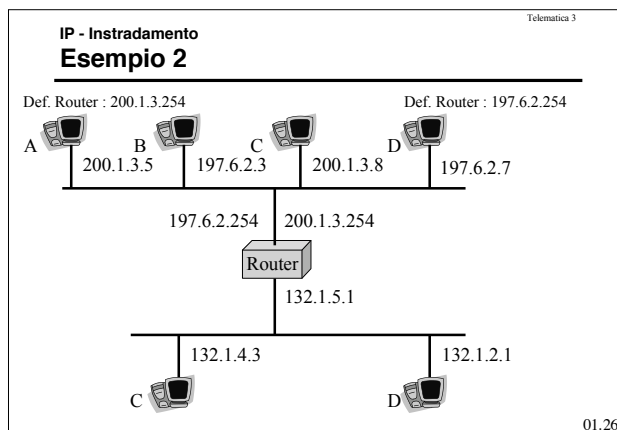 Telematica 3
IP - Instradamento
Esempio 2
Def. Router : 200.1.3.254
Def. Router : 197.6.2.254
A
B
C
D
200.1.3.5
197.6.2.3
200.1.3.8
197.6.2.7
197.6.2.254
200.1.3.254
Router
132.1.5.1
132.1.4.3
132.1.2.1
C
D
01.26